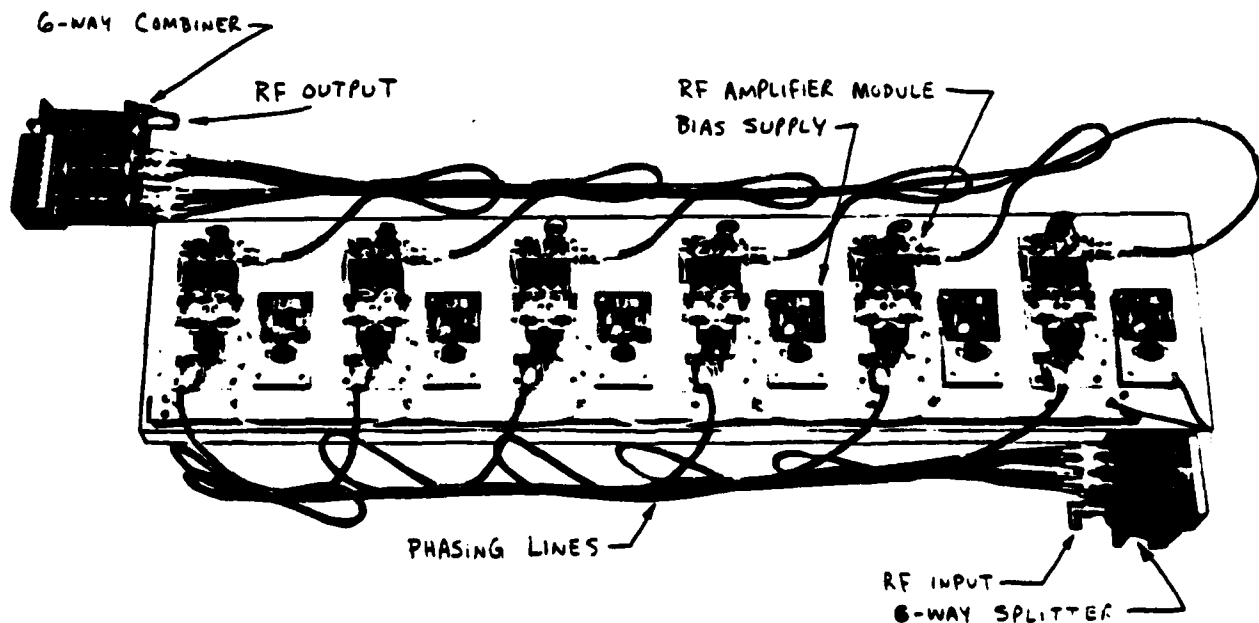 6-WAY COMBINER
RF OUTPUT
RF AMPLIFIER MODULE
BIAS SUPPLY
PHASING LINES
RF INPUT
6-WAY SPLITTER